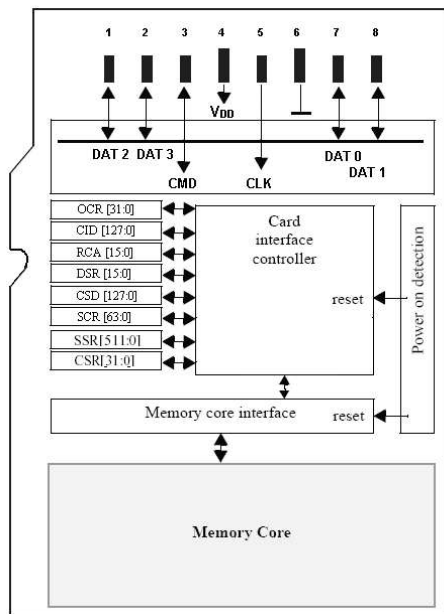 1 2 3 4 5 6 7 8
VDD
DAT 2 DAT 3 DAT 0
DAT 1
CMD CLK
OCR [31:0]
CID [127:0]
RCA [15:0]
DSR [15:0]
CSD [127:0]
SCR [63:0]
SSR[511:0]
CSR[31:0]
Card
interface
controller
reset
Power on detection
Memory core interface reset
Memory Core